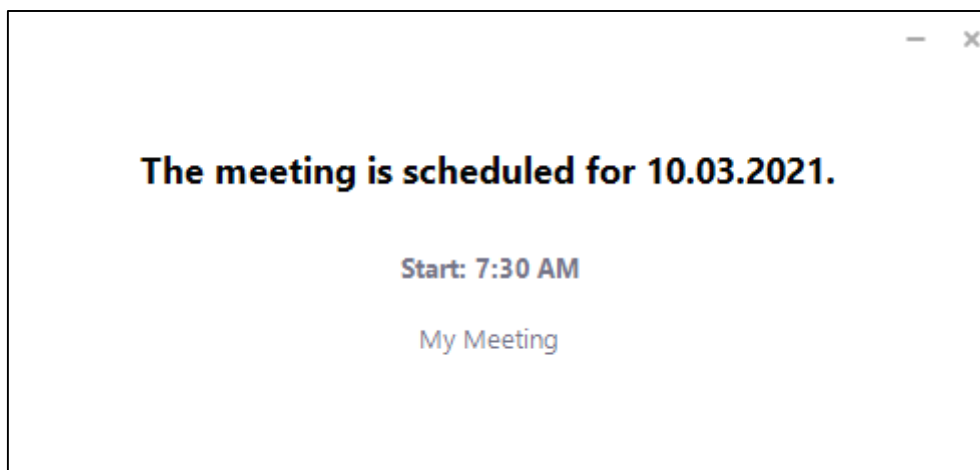 The meeting is scheduled for 10.03.2021.
Start: 7:30 AM
My Meeting